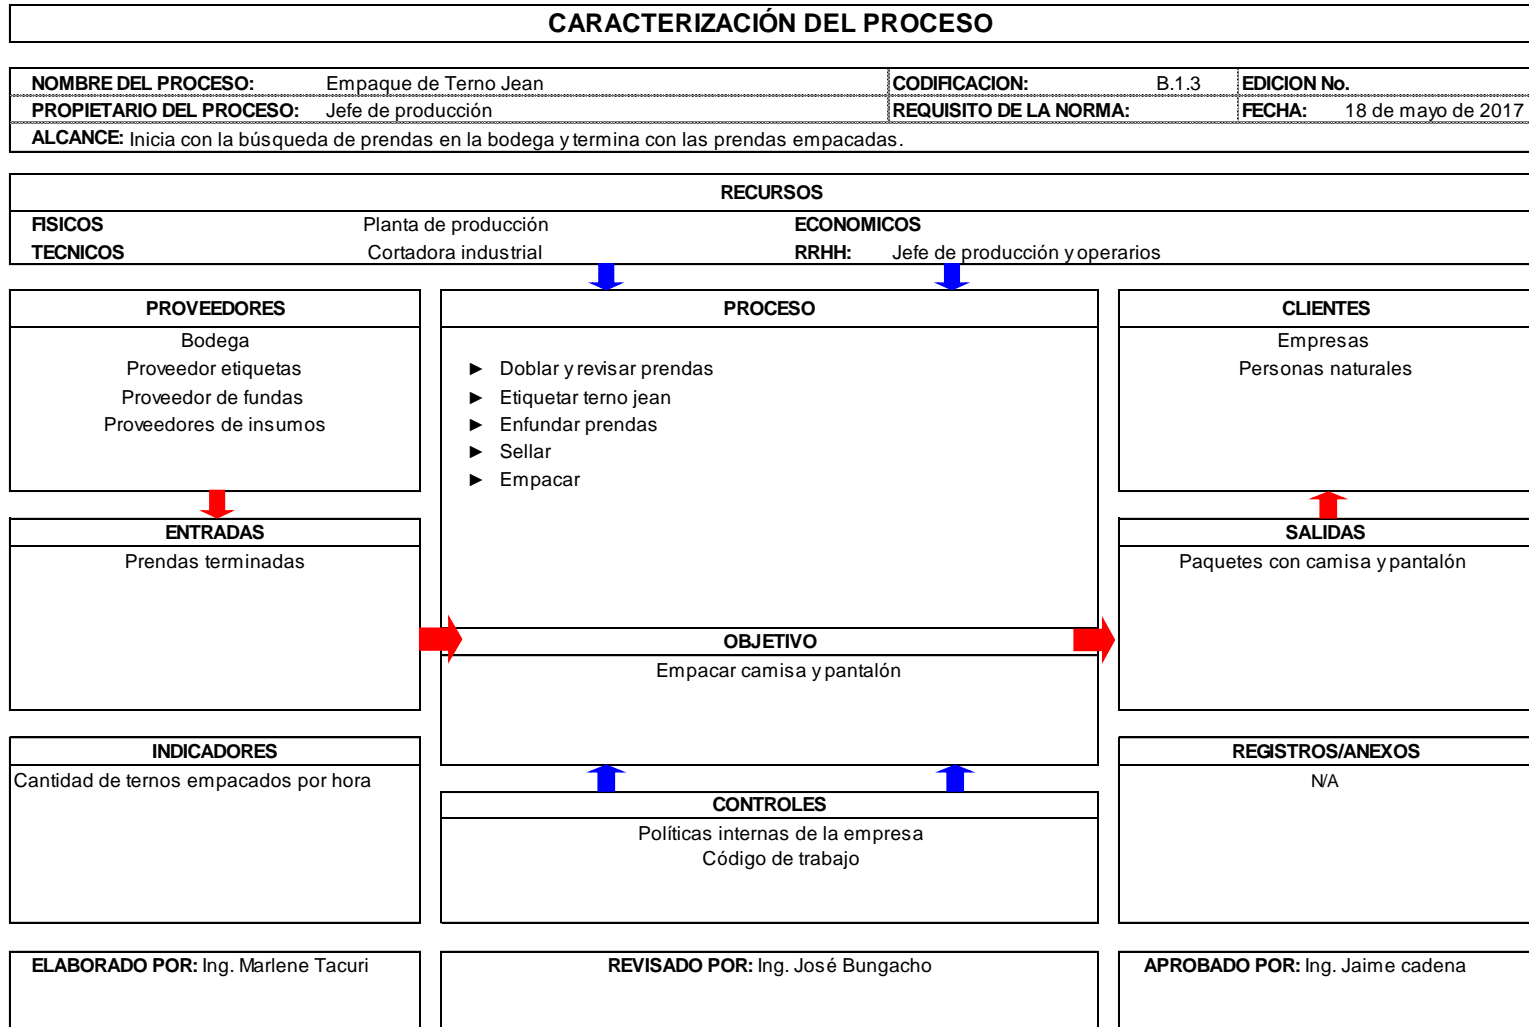 CARACTERIZACIÓN DEL PROCESO
NOMBRE DEL PROCESO: Empaque de Terno Jean CODIFICACION: B.1.3 EDICION No.
PROPIETARIO DEL PROCESO: Jefe de producción REQUISITO DE LA NORMA: FECHA: 18 de mayo de 2017
ALCANCE: Inicia con la búsqueda de prendas en la bodega y termina con las prendas empacadas.
RECURSOS
FISICOS Planta de producción ECONOMICOS
TECNICOS Cortadora industrial RRHH: Jefe de producción y operarios
PROVEEDORES
Bodega
Proveedor etiquetas
Proveedor de fundas
Proveedores de insumos
PROCESO
► Doblar y revisar prendas
► Etiquetar terno jean
► Enfundar prendas
► Sellar
► Empacar
CLIENTES
Empresas
Personas naturales
ENTRADAS
Prendas terminadas
OBJETIVO
Empacar camisa y pantalón
SALIDAS
Paquetes con camisa y pantalón
INDICADORES
Cantidad de ternos empacados por hora
CONTROLES
Políticas internas de la empresa
Código de trabajo
REGISTROS/ANEXOS
N/A
ELABORADO POR: Ing. Marlene Tacuri
REVISADO POR: Ing. José Bungacho
APROBADO POR: Ing. Jaime cadena